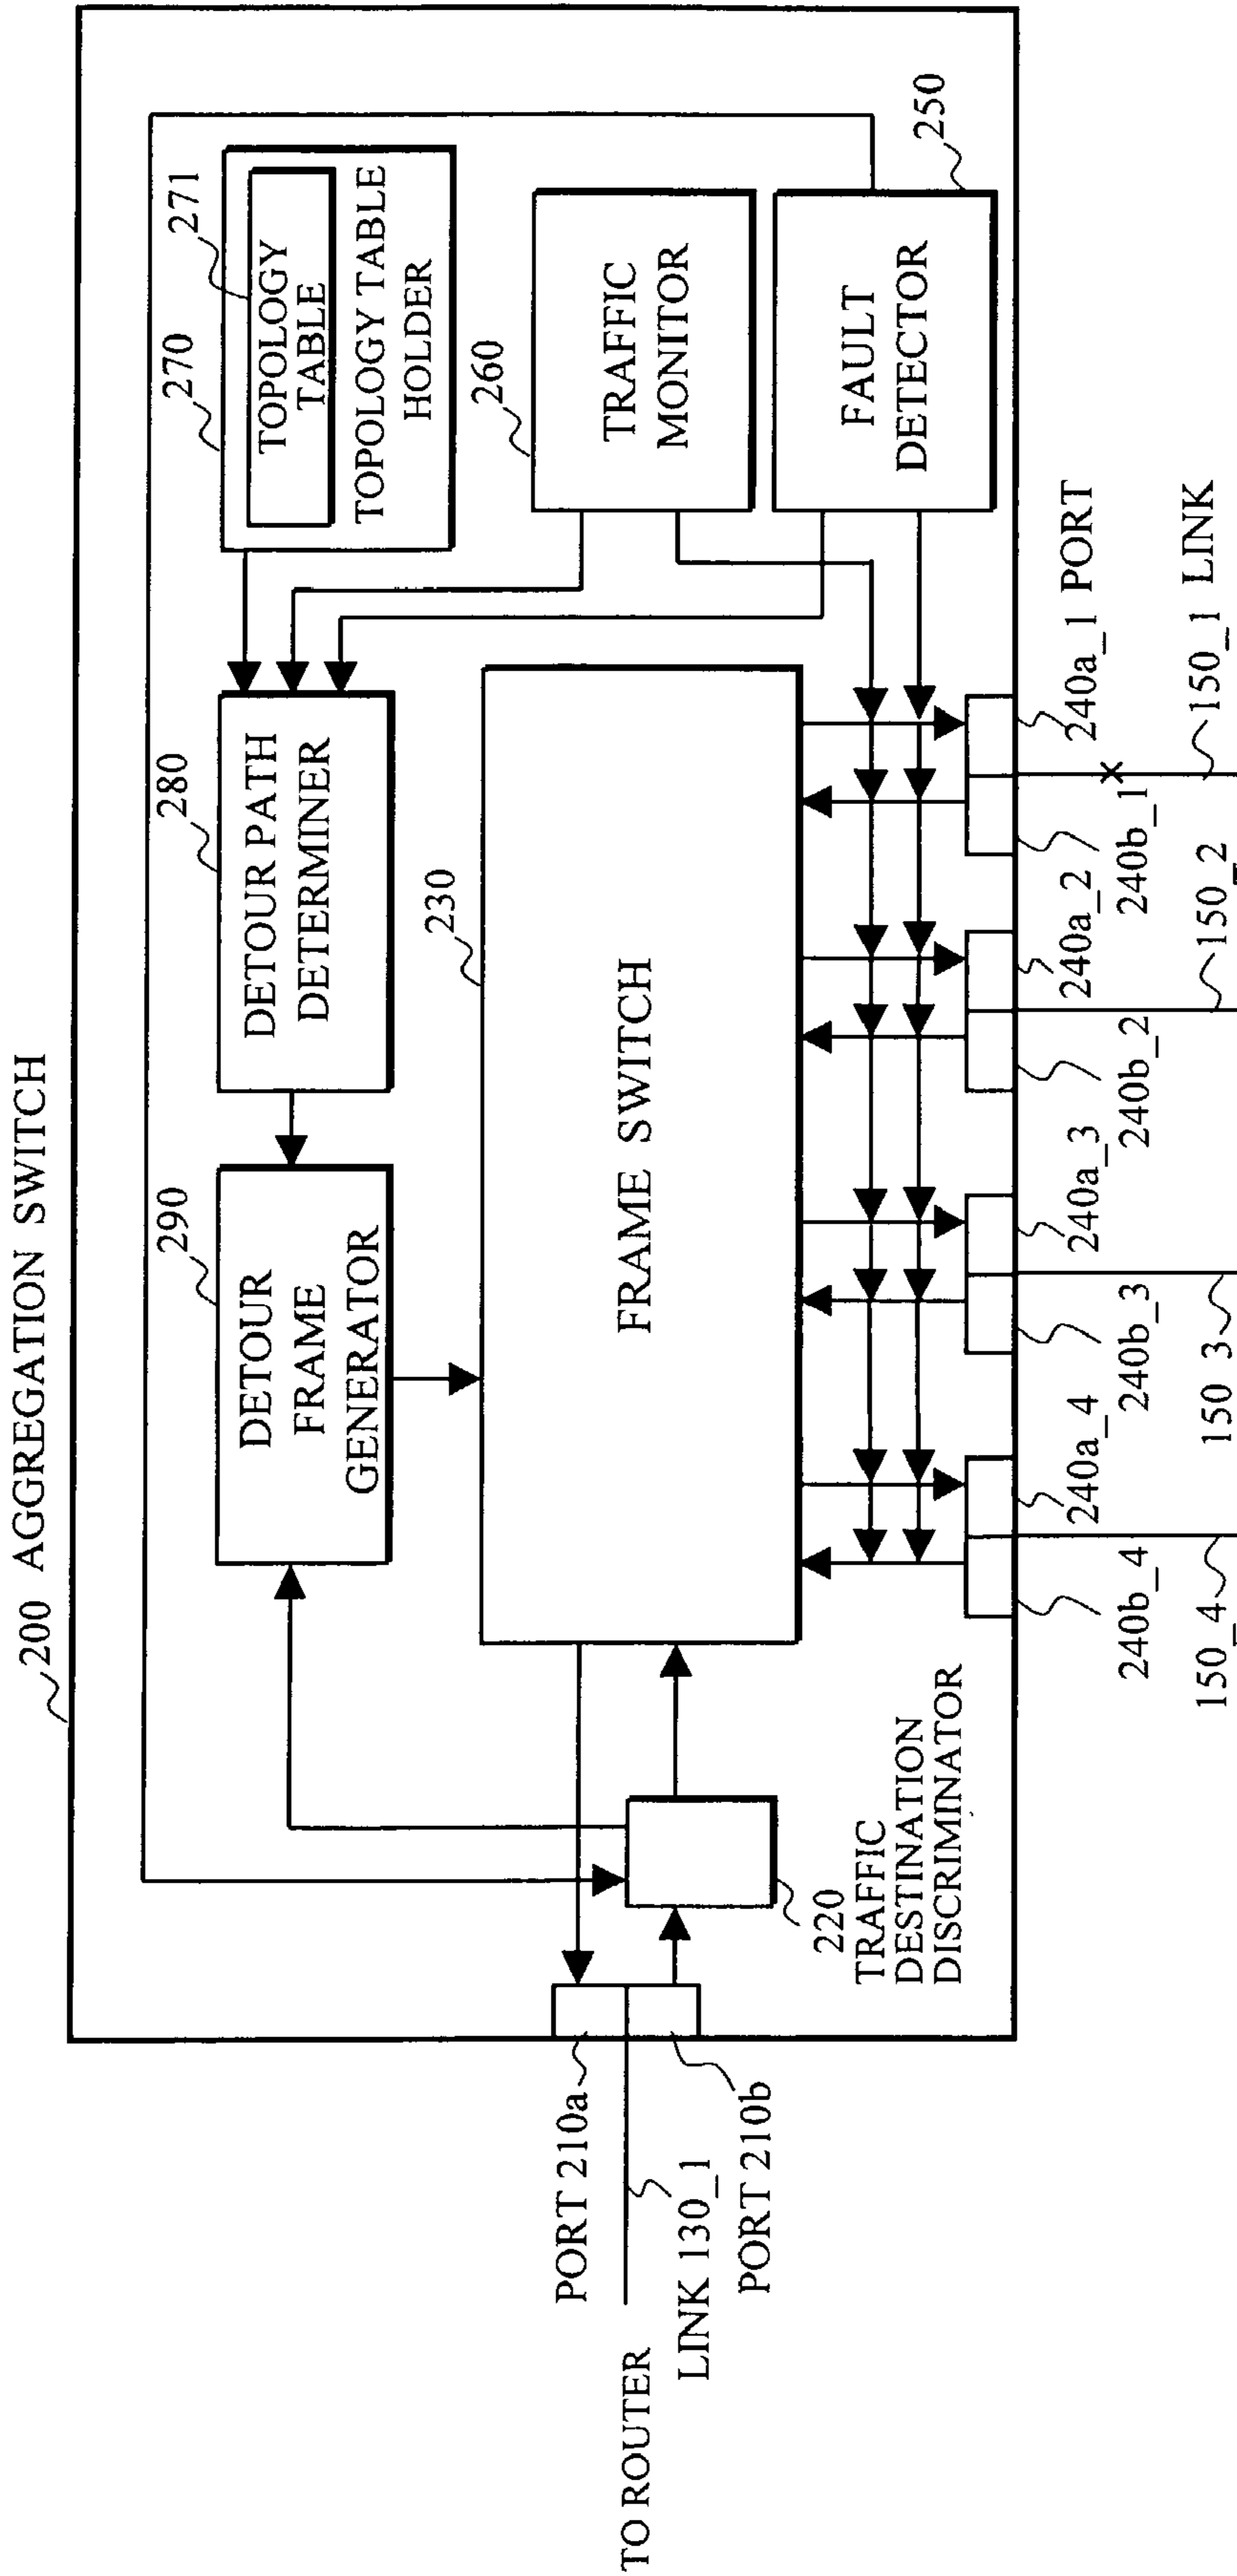 200 AGGREGATION SWITCH
290
DETOUR
FRAME
GENERATOR
280
DETOUR PATH
DETERMINER
270
271
TOPOLOGY
TABLE
TOPOLOGY TABLE
HOLDER
230
FRAME SWITCH
260
TRAFFIC
MONITOR
FAULT
DETECTOR
250
TO ROUTER
PORT 210a
LINK 130_1
PORT 210b
220
TRAFFIC
DESTINATION
DISCRIMINATOR
240a_4
240a_3
240a_2
240a_1 PORT
240b_4
240b_3
240b_2
240b_1
150_4
150 3
150_2
150_1 LINK